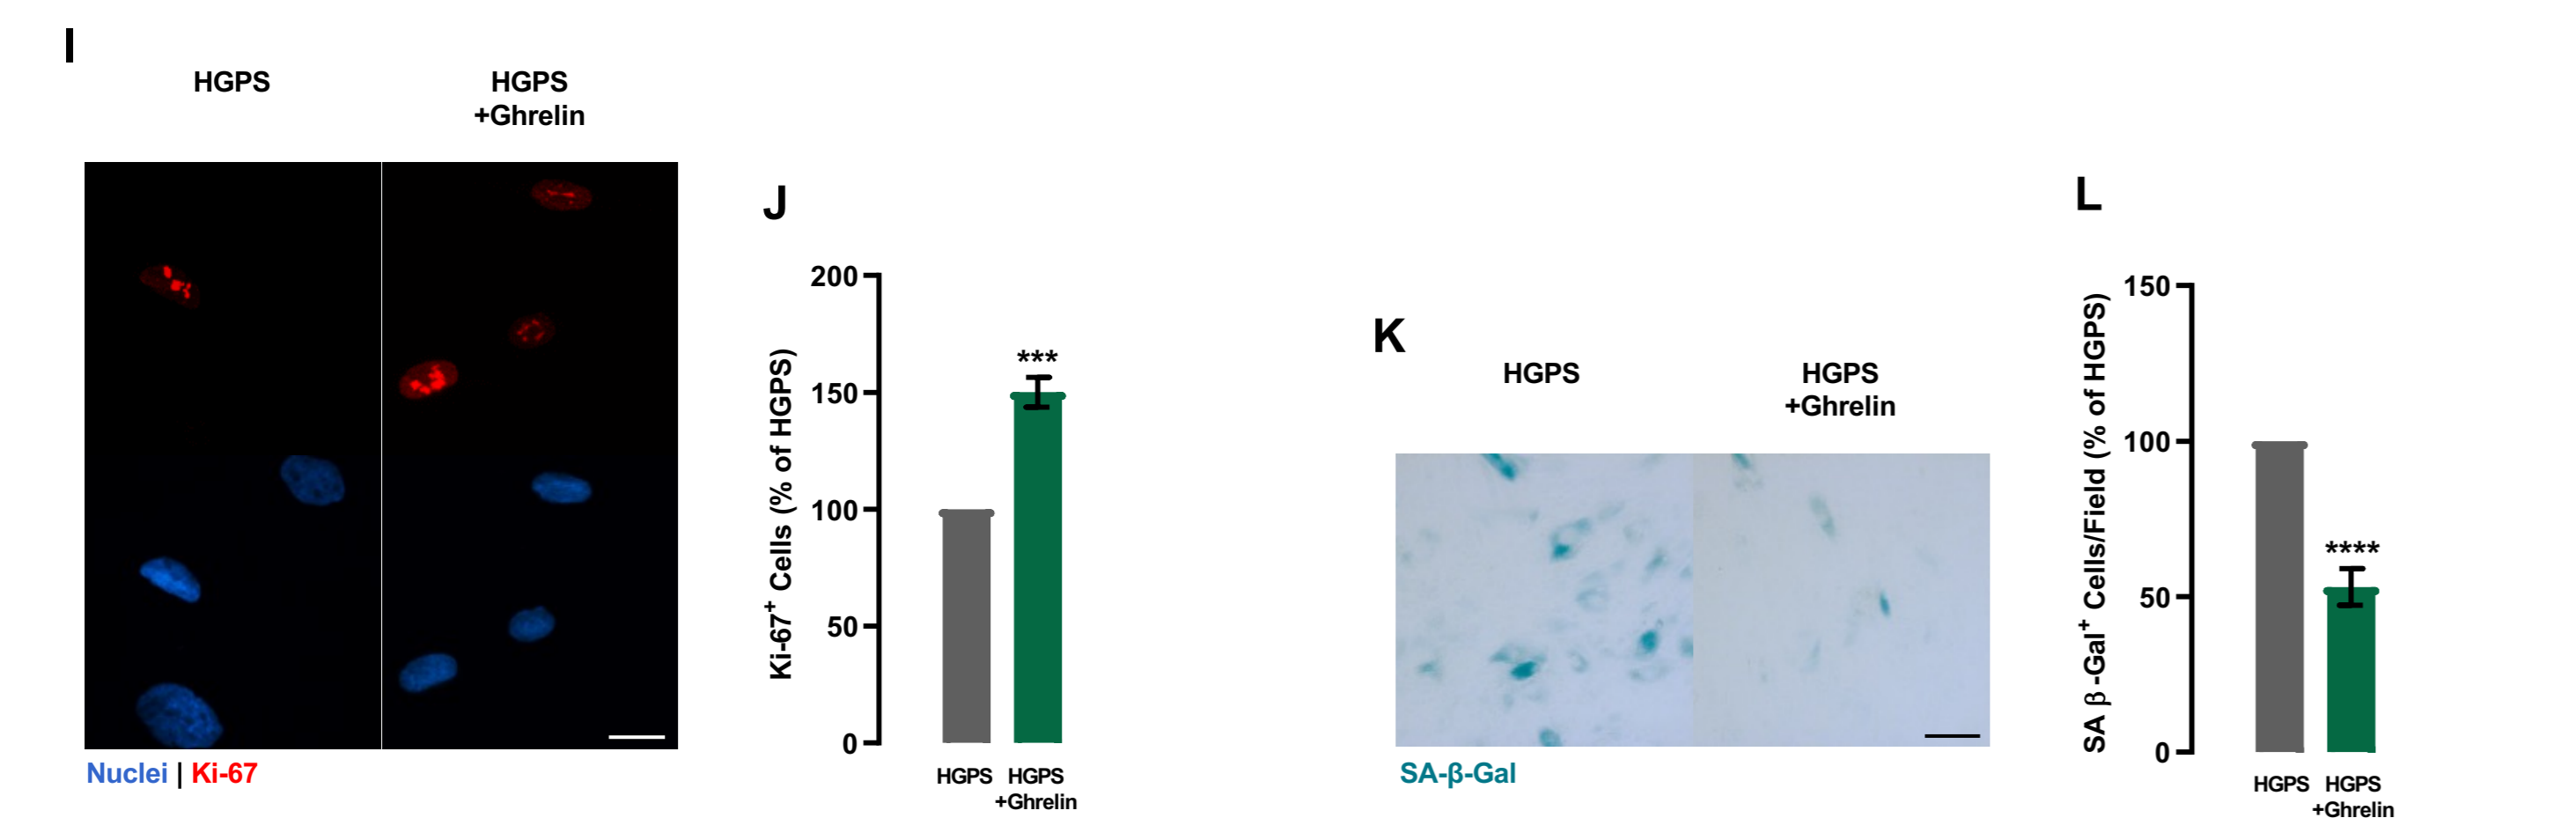 I
HGPS
HGPS
+Ghrelin
Nuclei | Ki-67
J
Ki-67+ Cells (% of HGPS)
200
150
100
50
0
***
HGPS
HGPS
+Ghrelin
K
HGPS
HGPS
+Ghrelin
SA-β-Gal
L
SA β-Gal+ Cells/Field (% of HGPS)
150
100
50
0
****
HGPS
HGPS
+Ghrelin